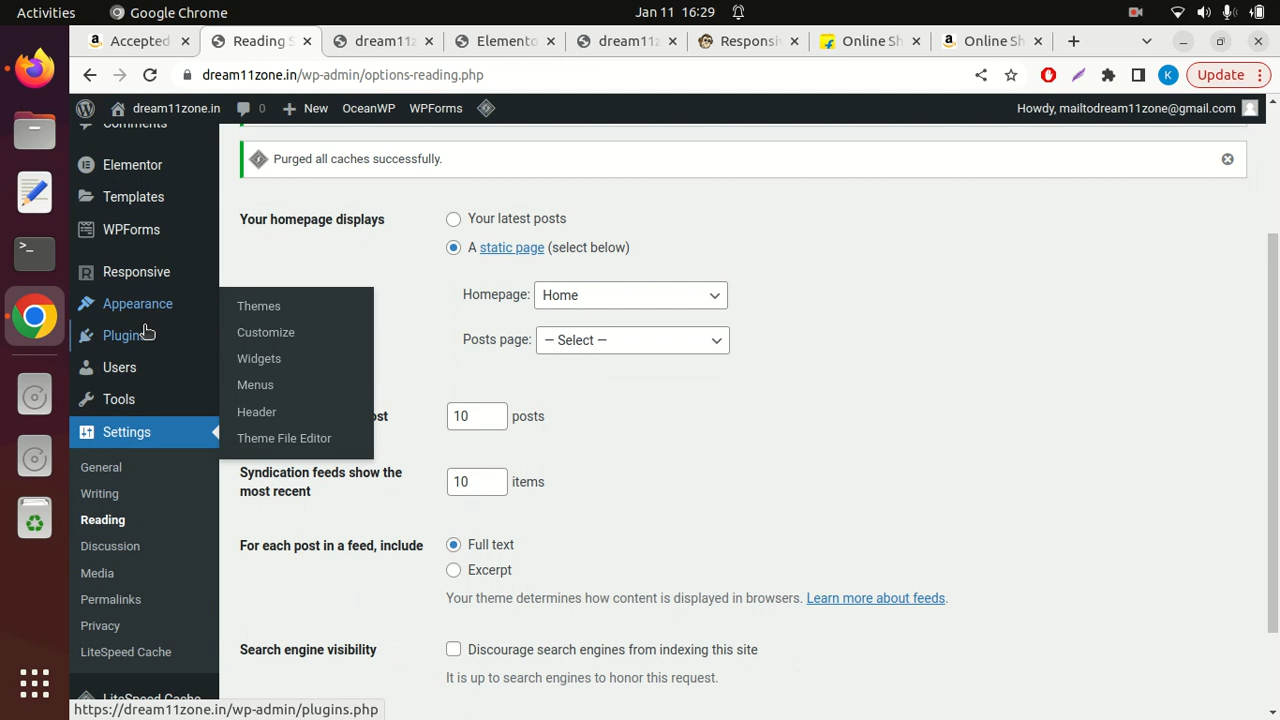 Activities
Google Chrome
Jan 11 16:29
Accepted
Reading S
dream11z
Elemento
dream11z
Responsi
Online Sh
Online Sh
dream11zone.in/wp-admin/options-reading.php
K
Update
dream11zone.in
0
New
OceanWP
WPForms
Howdy, mailtodream11zone@gmail.com
Comments
Elementor
Templates
WPForms
Responsive
Appearance
Plugins
Users
Tools
Settings
General
Writing
Reading
Discussion
Media
Permalinks
Privacy
LiteSpeed Cache
LiteSpeed Cache
Themes
Customize
Widgets
Menus
Header
Theme File Editor
Purged all caches successfully.
Your homepage displays
Your latest posts
A static page (select below)
Homepage: Home
Posts page: — Select —
ost
10 posts
Syndication feeds show the
most recent
10 items
For each post in a feed, include
Full text
Excerpt
Your theme determines how content is displayed in browsers. Learn more about feeds.
Search engine visibility
Discourage search engines from indexing this site
It is up to search engines to honor this request.
https://dream11zone.in/wp-admin/plugins.php